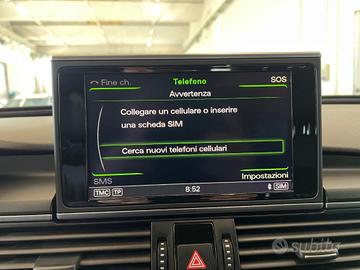 Fine ch.
Telefono
SOS
Avvertenza
Collegare un cellulare o inserire
una scheda SIM
Cerca nuovi telefoni cellulari
SMS
Impostazioni
TMC TP
8:52
SIM
subito